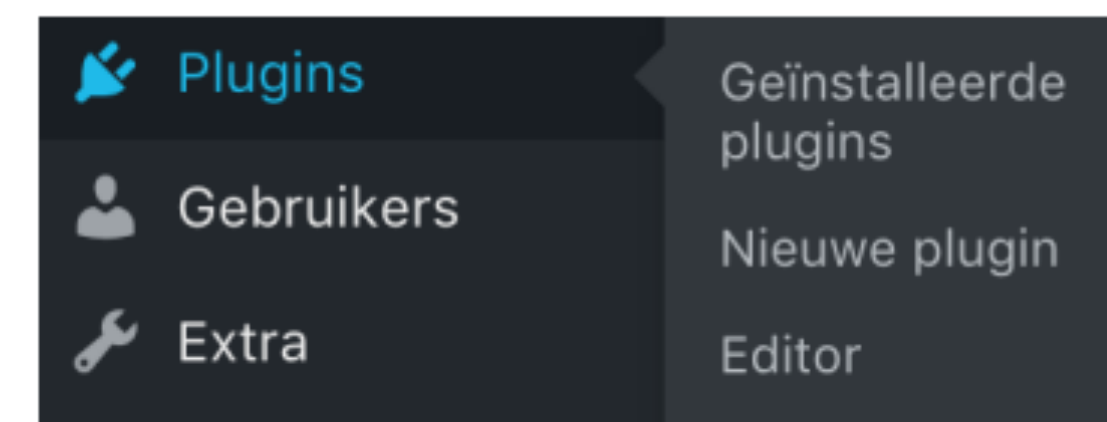 Plugins
Gebruikers
Extra
Geïnstalleerde
plugins
Nieuwe plugin
Editor